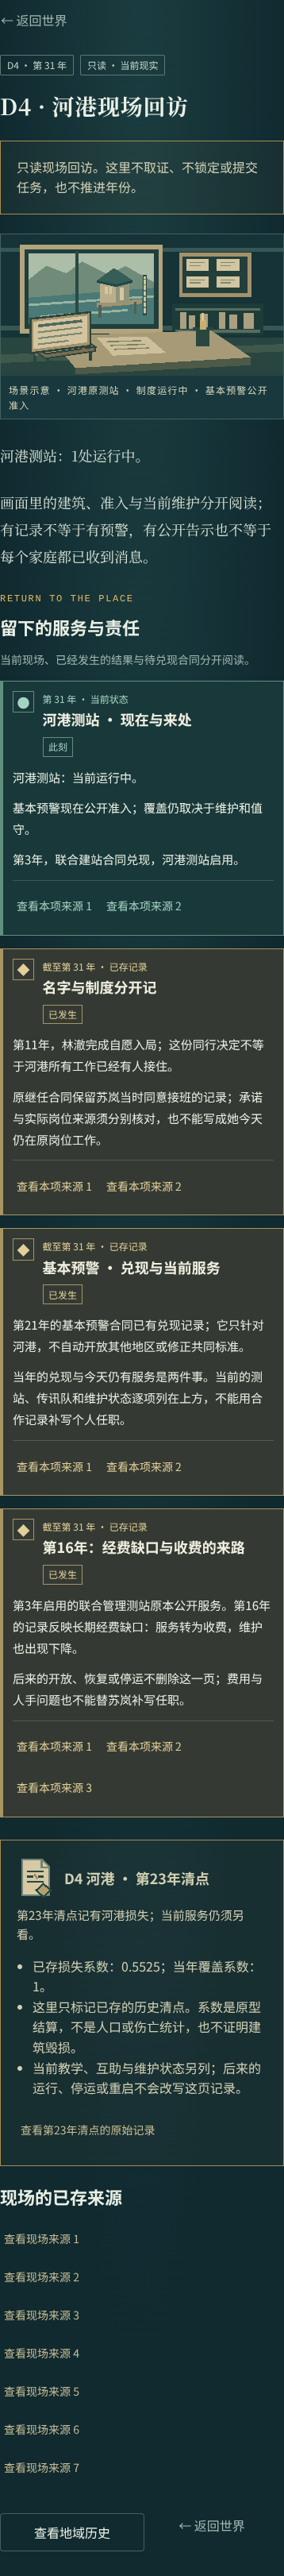 ← 返回世界
D4 · 第 31 年
只读 · 当前现实
D4 · 河港现场回访
只读现场回访。这里不取证、不锁定或提交
任务，也不推进年份。
场景示意 · 河港原测站 · 制度运行中 · 基本预警公开
准入
河港测站：1处运行中。
画面里的建筑、准入与当前维护分开阅读；
有记录不等于有预警，有公开告示也不等于
每个家庭都已收到消息。
RETURN TO THE PLACE
留下的服务与责任
当前现场、已经发生的结果与待兑现合同分开阅读。
第 31 年 · 当前状态
河港测站 · 现在与来处
此刻
河港测站：当前运行中。
基本预警现在公开准入；覆盖仍取决于维护和值
守。
第3年，联合建站合同兑现，河港测站启用。
查看本项来源 1 查看本项来源 2
截至第 31 年 · 已存记录
名字与制度分开记
已发生
第11年，林澈完成自愿入局；这份同行决定不等
于河港所有工作已经有人接住。
原继任合同保留苏岚当时同意接班的记录；承诺
与实际岗位来源须分别核对，也不能写成她今天
仍在原岗位工作。
查看本项来源 1 查看本项来源 2
截至第 31 年 · 已存记录
基本预警 · 兑现与当前服务
已发生
第21年的基本预警合同已有兑现记录；它只针对
河港，不自动开放其他地区或修正共同标准。
当年的兑现与今天仍有服务是两件事。当前的测
站、传讯队和维护状态逐项列在上方，不能用合
作记录补写个人任职。
查看本项来源 1 查看本项来源 2
截至第 31 年 · 已存记录
第16年：经费缺口与收费的来路
已发生
第3年启用的联合管理测站原本公开服务。第16年
的记录反映长期经费缺口：服务转为收费，维护
也出现下降。
后来的开放、恢复或停运不删除这一页；费用与
人手问题也不能替苏岚补写任职。
查看本项来源 1 查看本项来源 2
查看本项来源 3
D4 河港 · 第23年清点
第23年清点记有河港损失；当前服务仍须另
看。
• 已存损失系数：0.5525；当年覆盖系数：
1。
• 这里只标记已存的历史清点。系数是原型
结算，不是人口或伤亡统计，也不证明建
筑毁损。
• 当前教学、互助与维护状态另列；后来的
运行、停运或重启不会改写这页记录。
查看第23年清点的原始记录
现场的已存来源
查看现场来源 1
查看现场来源 2
查看现场来源 3
查看现场来源 4
查看现场来源 5
查看现场来源 6
查看现场来源 7
查看地域历史
← 返回世界